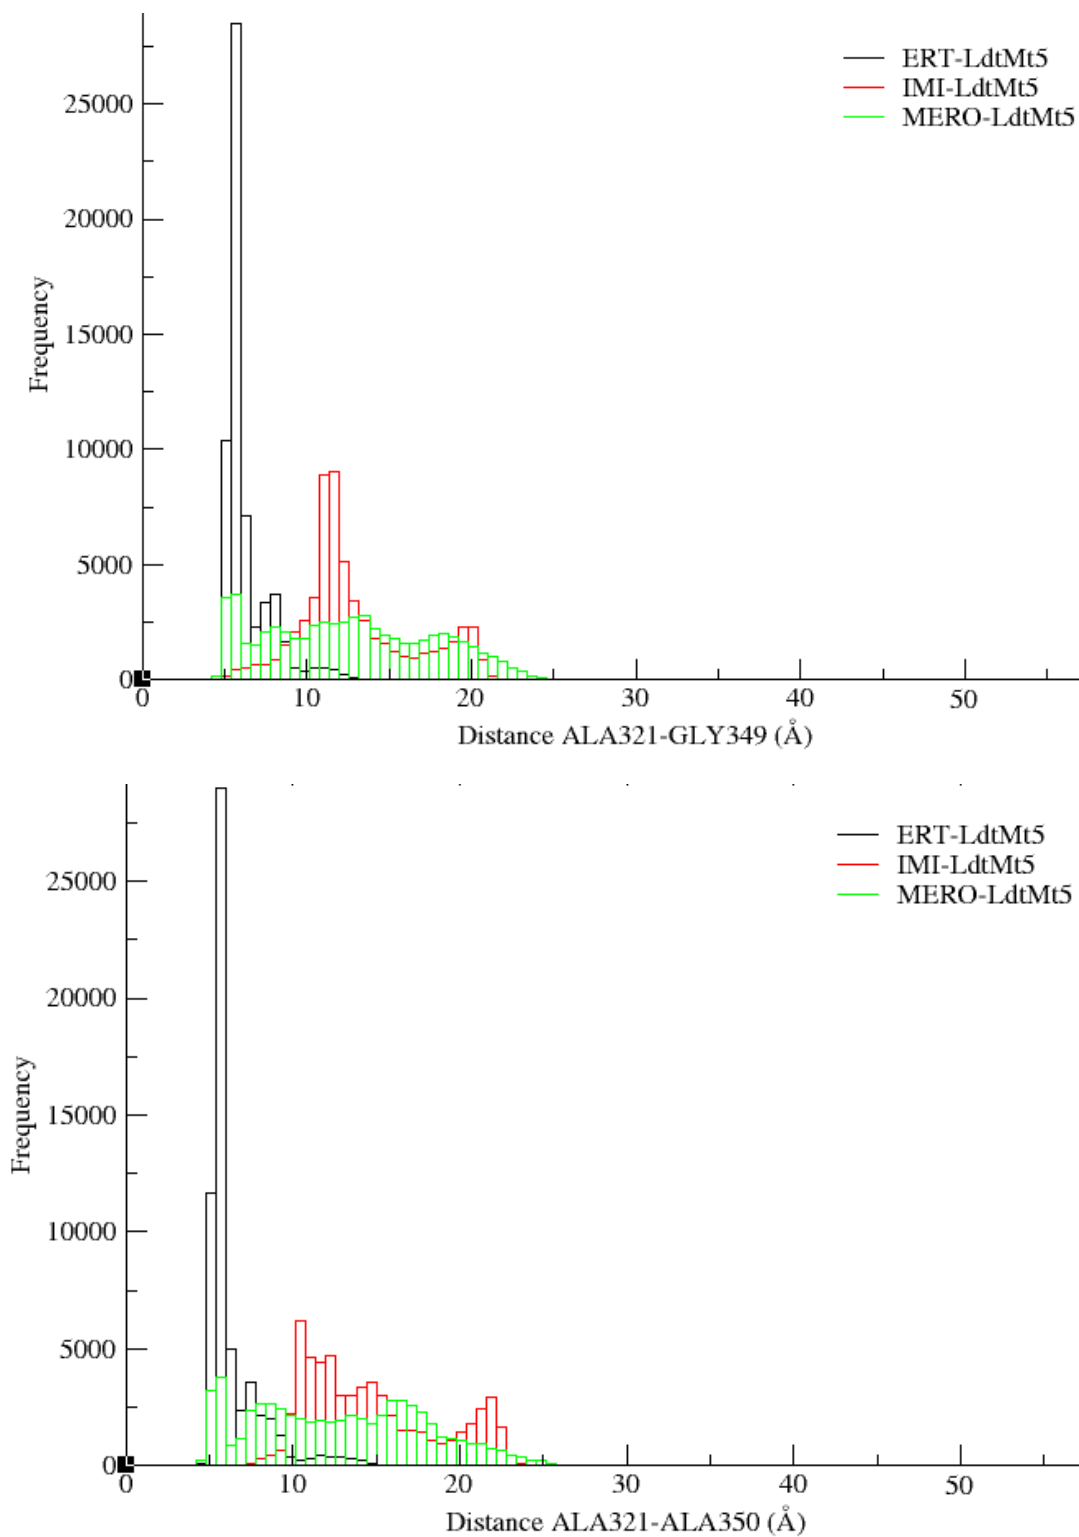 ERT-LdtMt5
IMI-LdtMt5
MERO-LdtMt5
25000
20000
15000
10000
5000
0
Frequency
0 10 20 30 40 50
Distance ALA321-GLY349 (Å)
ERT-LdtMt5
IMI-LdtMt5
MERO-LdtMt5
25000
20000
15000
10000
5000
0
Frequency
0 10 20 30 40 50
Distance ALA321-ALA350 (Å)